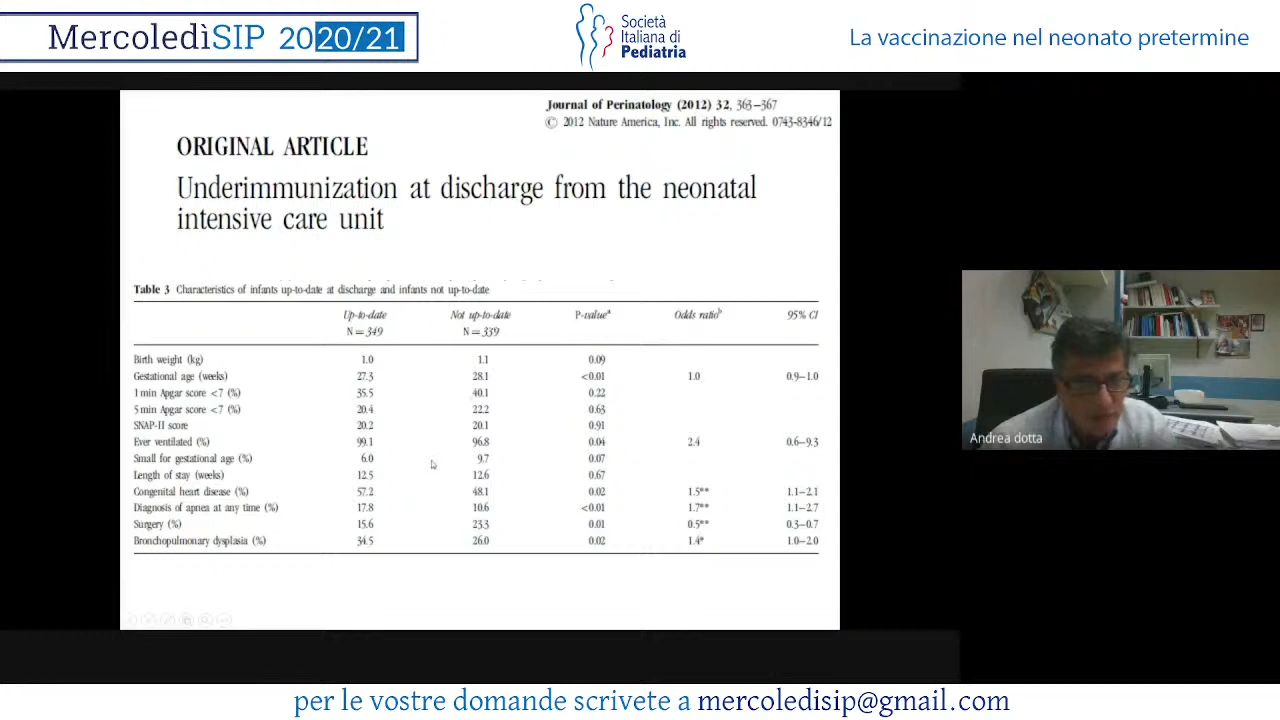 MercoledìSIP 2020/21
Società
Italiana di
Pediatria
La vaccinazione nel neonato pretermine
Journal of Perinatology (2012) 32, 363–367
© 2012 Nature America, Inc. All rights reserved. 0743-8346/12
ORIGINAL ARTICLE
Underimmunization at discharge from the neonatal
intensive care unit
Table 3 Characteristics of infants up-to-date at discharge and infants not up-to-date
Up-to-date Not up-to-date P-valueᵃ Odds ratioᵇ 95% CI
N = 349 N = 339
Birth weight (kg) 1.0 1.1 0.09
Gestational age (weeks) 27.3 28.1 <0.01 1.0 0.9–1.0
1 min Apgar score <7 (%) 35.5 40.1 0.22
5 min Apgar score <7 (%) 20.4 22.2 0.63
SNAP-II score 20.2 20.1 0.91
Ever ventilated (%) 99.1 96.8 0.04 2.4 0.6–9.3
Small for gestational age (%) 6.0 9.7 0.07
Length of stay (weeks) 12.5 12.6 0.67
Congenital heart disease (%) 57.2 48.1 0.02 1.5** 1.1–2.1
Diagnosis of apnea at any time (%) 17.8 10.6 <0.01 1.7** 1.1–2.7
Surgery (%) 15.6 23.3 0.01 0.5** 0.3–0.7
Bronchopulmonary dysplasia (%) 34.5 26.0 0.02 1.4* 1.0–2.0
Andrea dotta
per le vostre domande scrivete a mercoledisip@gmail.com